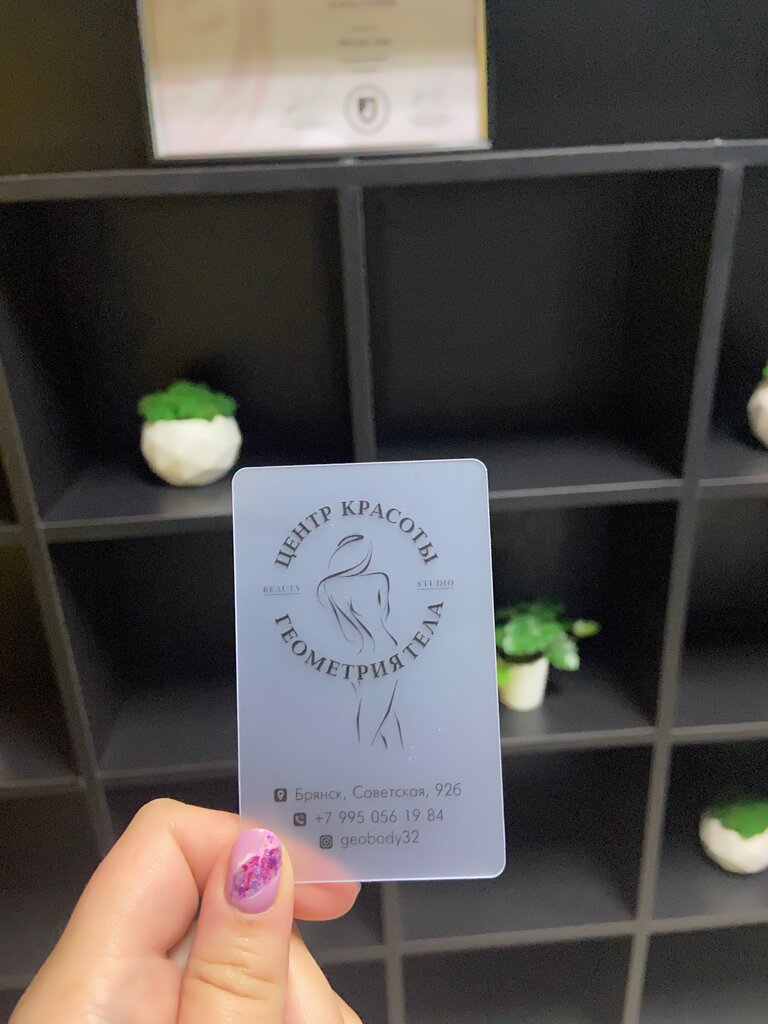 ЦЕНТР КРАСОТЫ
BEAUTY STUDIO
ГЕОМЕТРИЯ ТЕЛА
Брянск, Советская, 92б
+7 995 056 19 84
geobody32